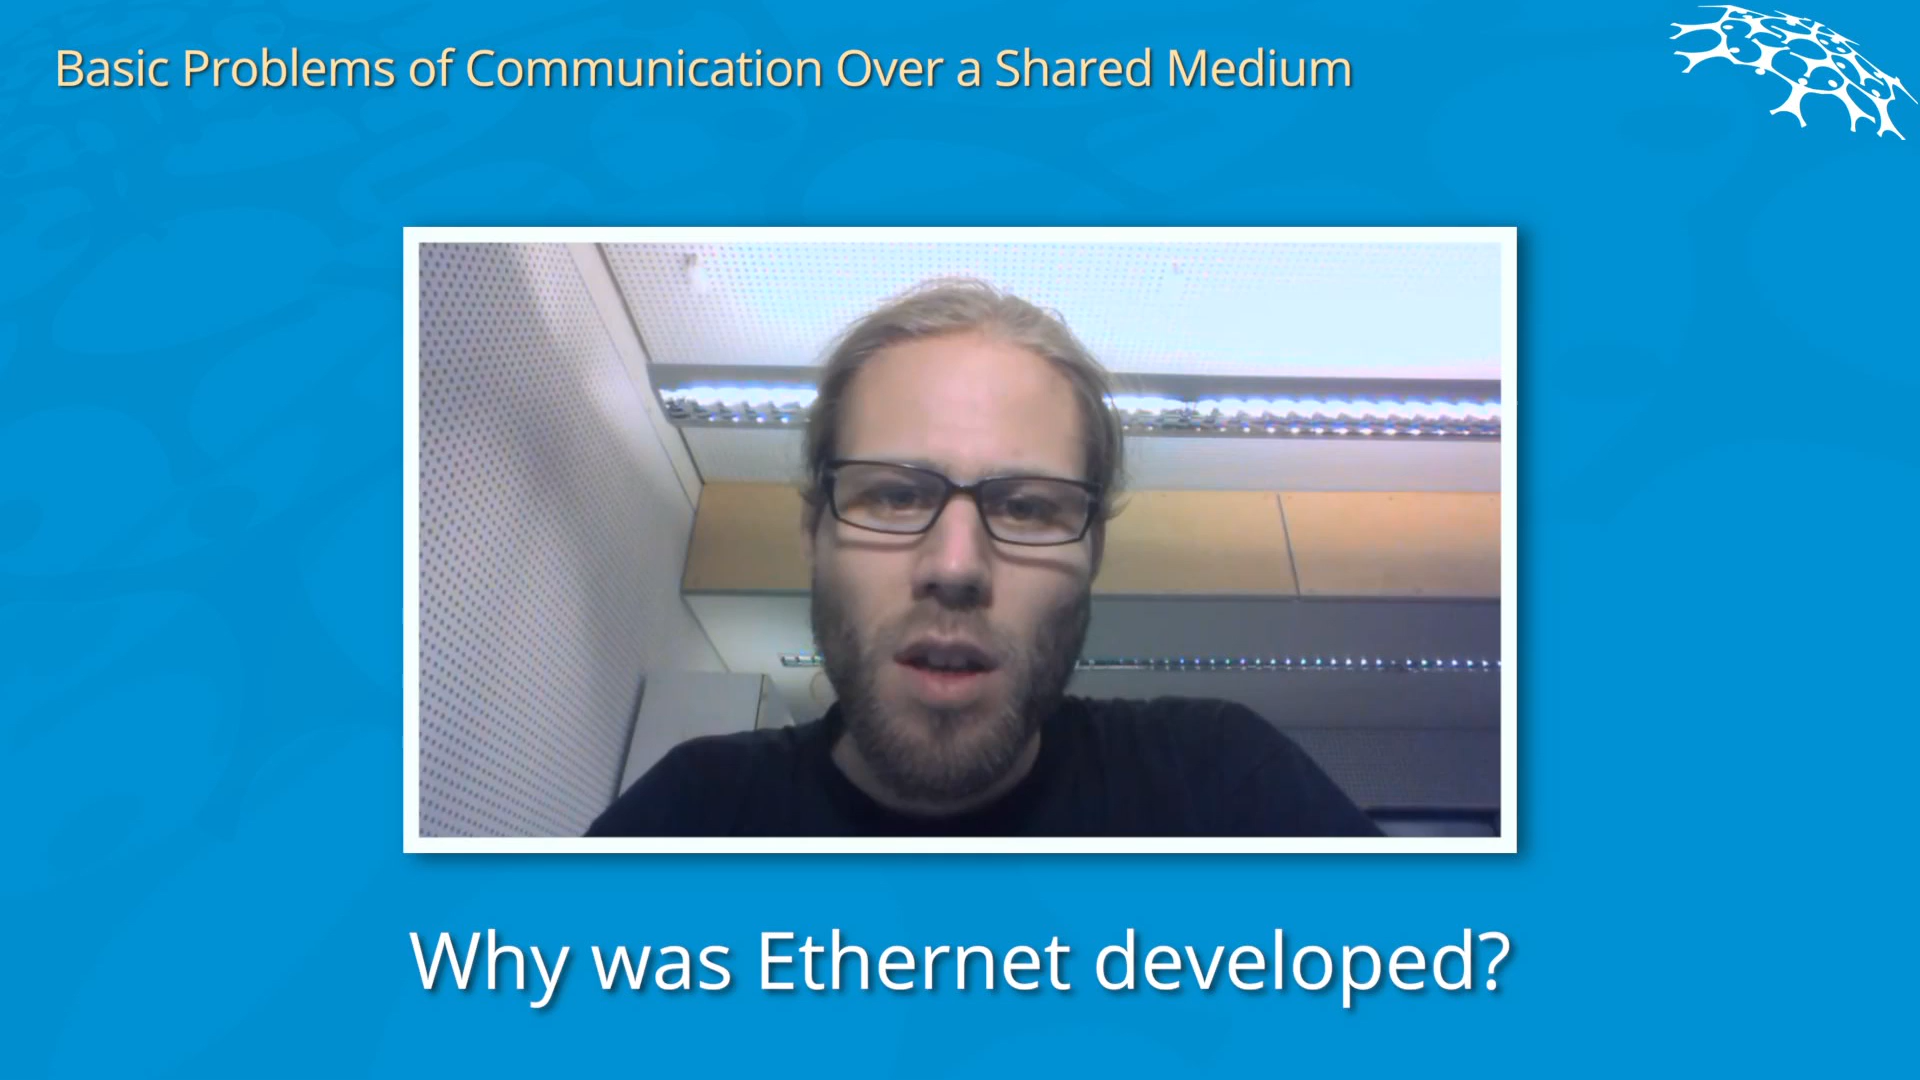 Basic Problems of Communication Over a Shared Medium
Why was Ethernet developed?